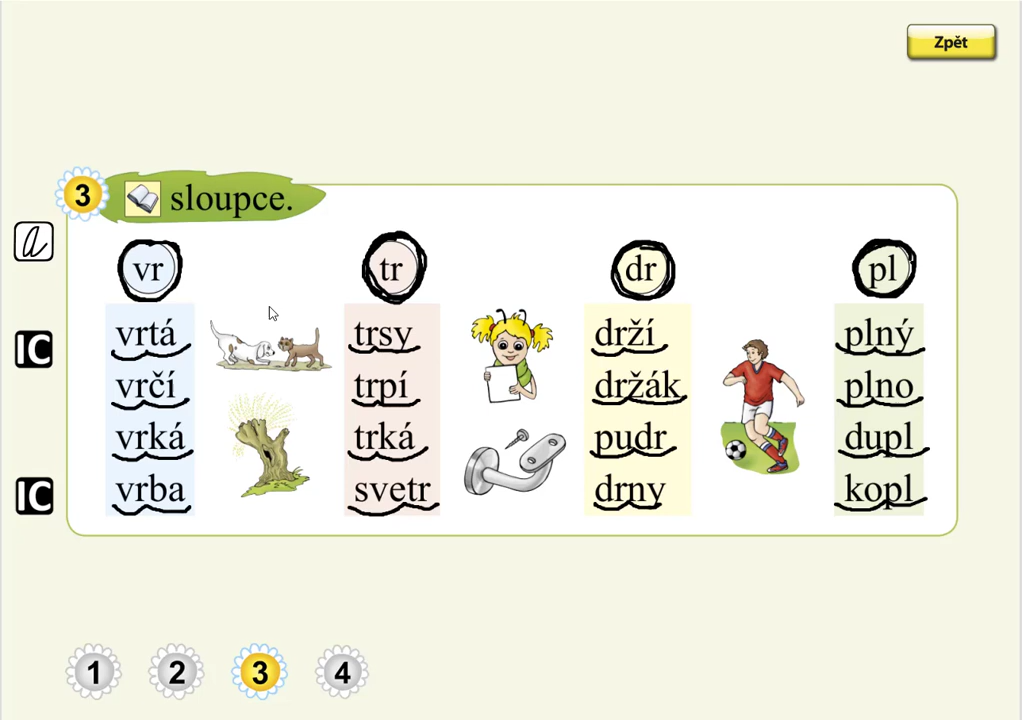 Zpět
3 sloupce.
a
vr tr dr pl
IC
vrtá trsy drží plný
vrčí trpí držák plno
vrká trká pudr dupl
IC
vrba svetr drny kopl
1 2 3 4